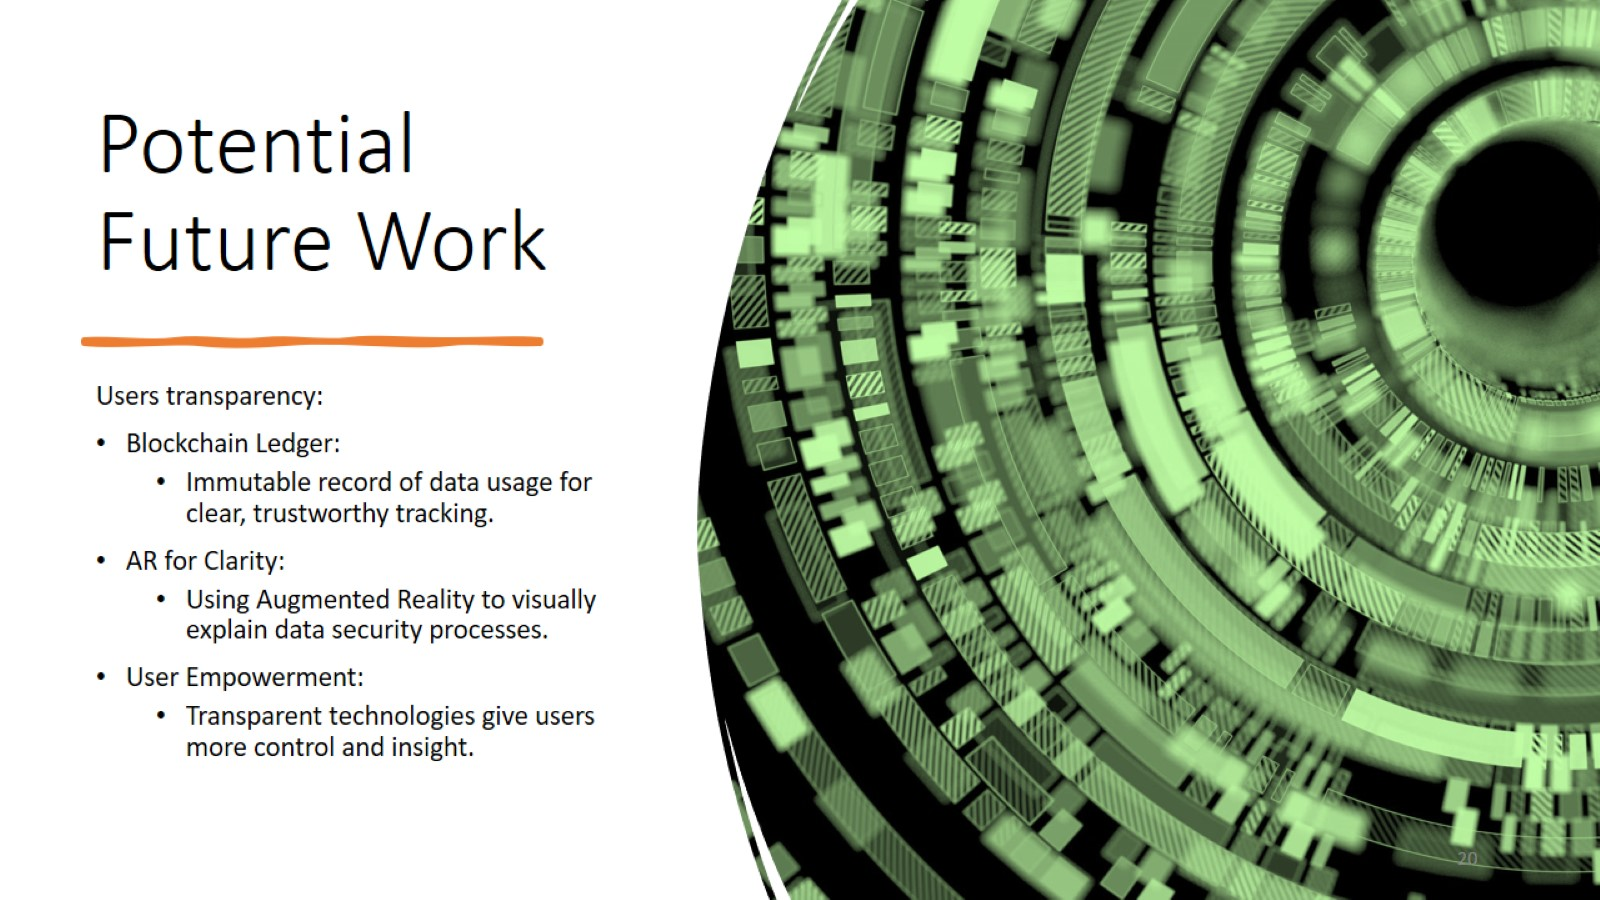 Potential
Future Work
Users transparency:
• Blockchain Ledger:
• Immutable record of data usage for
clear, trustworthy tracking.
• AR for Clarity:
• Using Augmented Reality to visually
explain data security processes.
• User Empowerment:
• Transparent technologies give users
more control and insight.
20